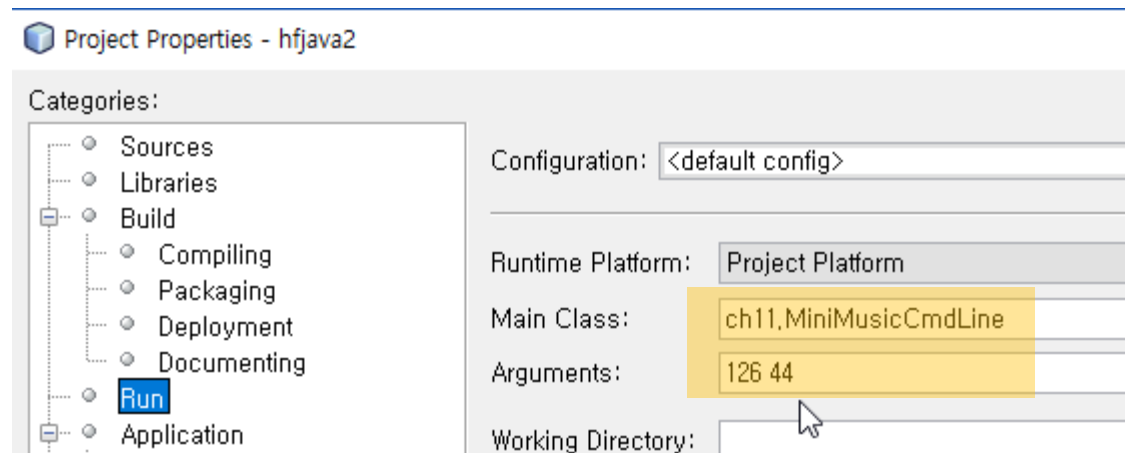 Project Properties - hfjava2
Categories:
Sources
Libraries
Build
Compiling
Packaging
Deployment
Documenting
Run
Application
Configuration: <default config>
Runtime Platform: Project Platform
Main Class: ch11.MiniMusicCmdLine
Arguments: 126 44
Working Directory: